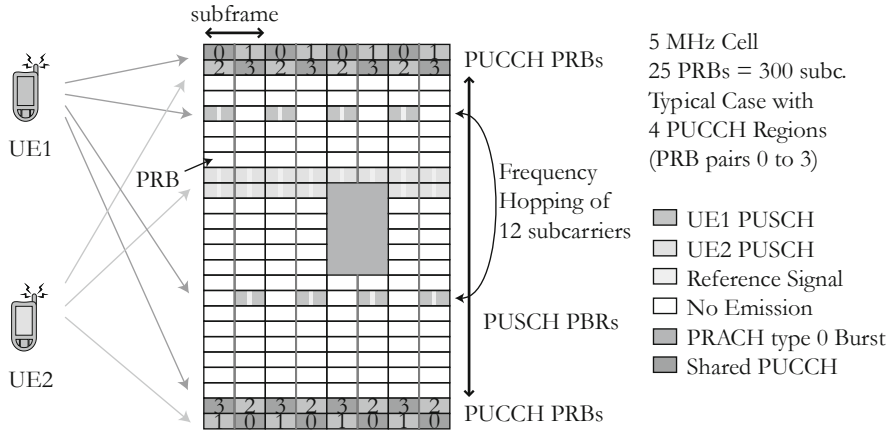 subframe
0 1 0 1 0 1 0 1
2 3 2 3 2 3 2 3
PUCCH PRBs
5 MHz Cell
25 PRBs = 300 subc.
Typical Case with
4 PUCCH Regions
(PRB pairs 0 to 3)
UE1
PRB
Frequency
Hopping of
12 subcarriers
UE1 PUSCH
UE2 PUSCH
Reference Signal
No Emission
PRACH type 0 Burst
Shared PUCCH
PUSCH PBRs
UE2
3 2 3 2 3 2 3 2
1 0 1 0 1 0 1 0
PUCCH PRBs